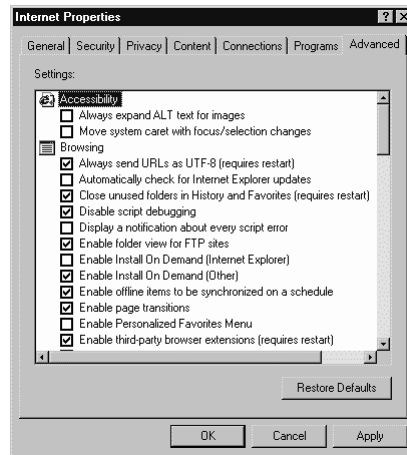 Internet Properties
General Security Privacy Content Connections Programs Advanced
Settings:
Accessibility
Always expand ALT text for images
Move system caret with focus/selection changes
Browsing
Always send URLs as UTF-8 (requires restart)
Automatically check for Internet Explorer updates
Close unused folders in History and Favorites (requires restart)
Disable script debugging
Display a notification about every script error
Enable folder view for FTP sites
Enable Install On Demand (Internet Explorer)
Enable Install On Demand (Other)
Enable offline items to be synchronized on a schedule
Enable page transitions
Enable Personalized Favorites Menu
Enable third-party browser extensions (requires restart)
Restore Defaults
OK Cancel Apply